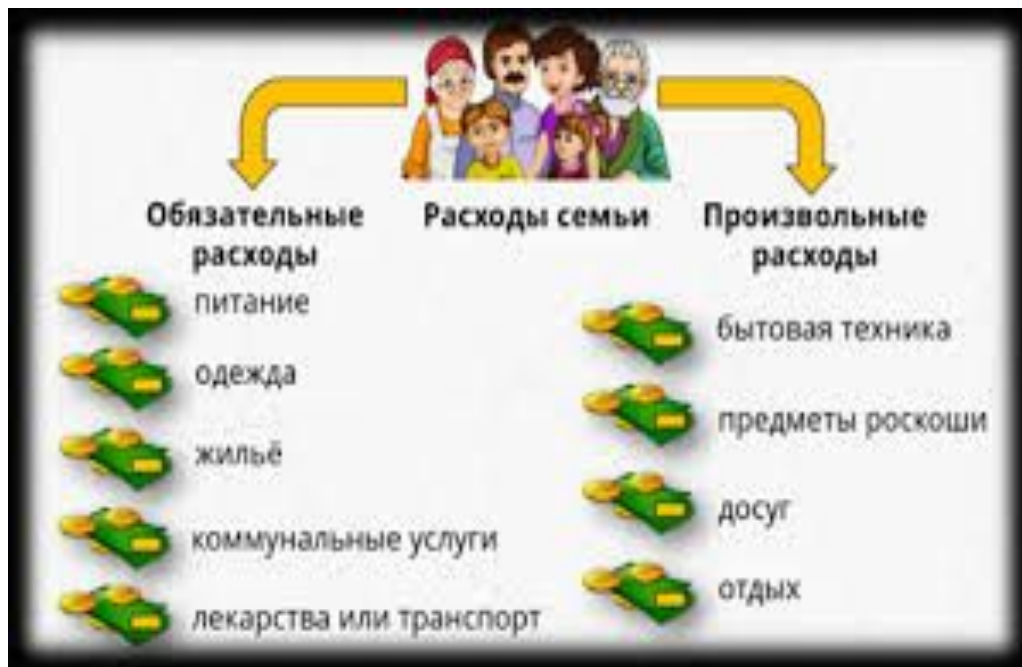 Расходы семьи
Обязательные
расходы
питание
одежда
жильё
коммунальные услуги
лекарства или транспорт
Произвольные
расходы
бытовая техника
предметы роскоши
досуг
отдых